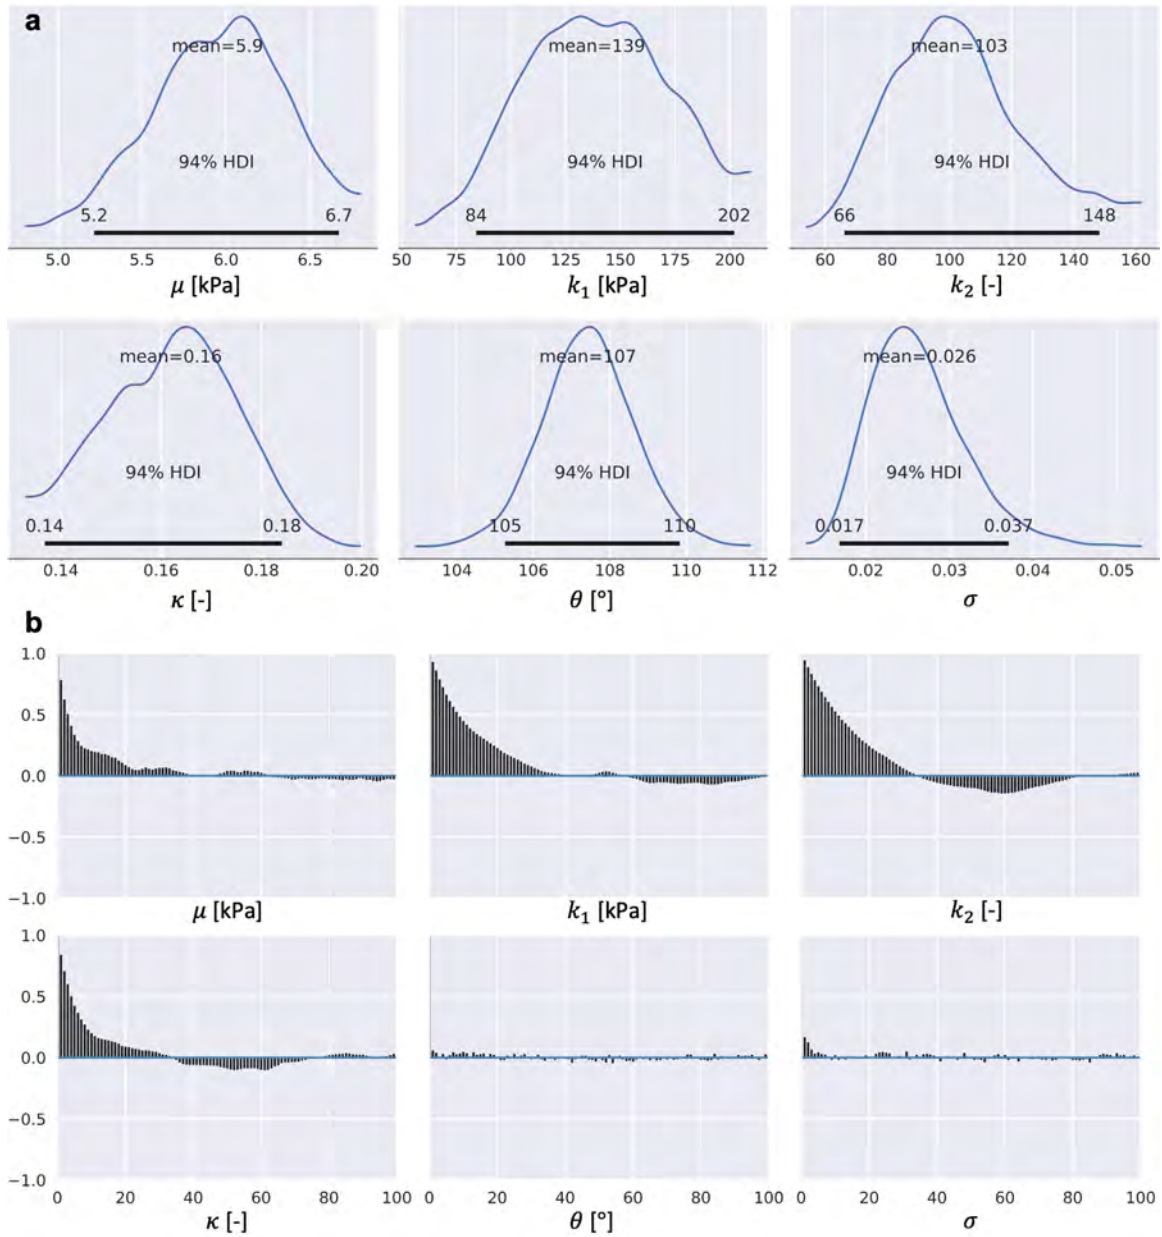 a
mean=5.9 mean=139 mean=103
94% HDI 94% HDI 94% HDI
5.2 6.7 84 202 66 148
5.0 5.5 6.0 6.5 50 75 100 125 150 175 200 60 80 100 120 140 160
μ [kPa] k₁ [kPa] k₂ [-]
mean=0.16 mean=107 mean=0.026
94% HDI 94% HDI 94% HDI
0.14 0.18 105 110 0.017 0.037
0.14 0.16 0.18 0.20 104 106 108 110 112 0.02 0.03 0.04 0.05
κ [-] θ [°] σ
b
1.0
0.5
0.0
−0.5
−1.0
μ [kPa] k₁ [kPa] k₂ [-]
1.0
0.5
0.0
−0.5
−1.0
0 20 40 60 80 100 0 20 40 60 80 100 0 20 40 60 80 100
κ [-] θ [°] σ